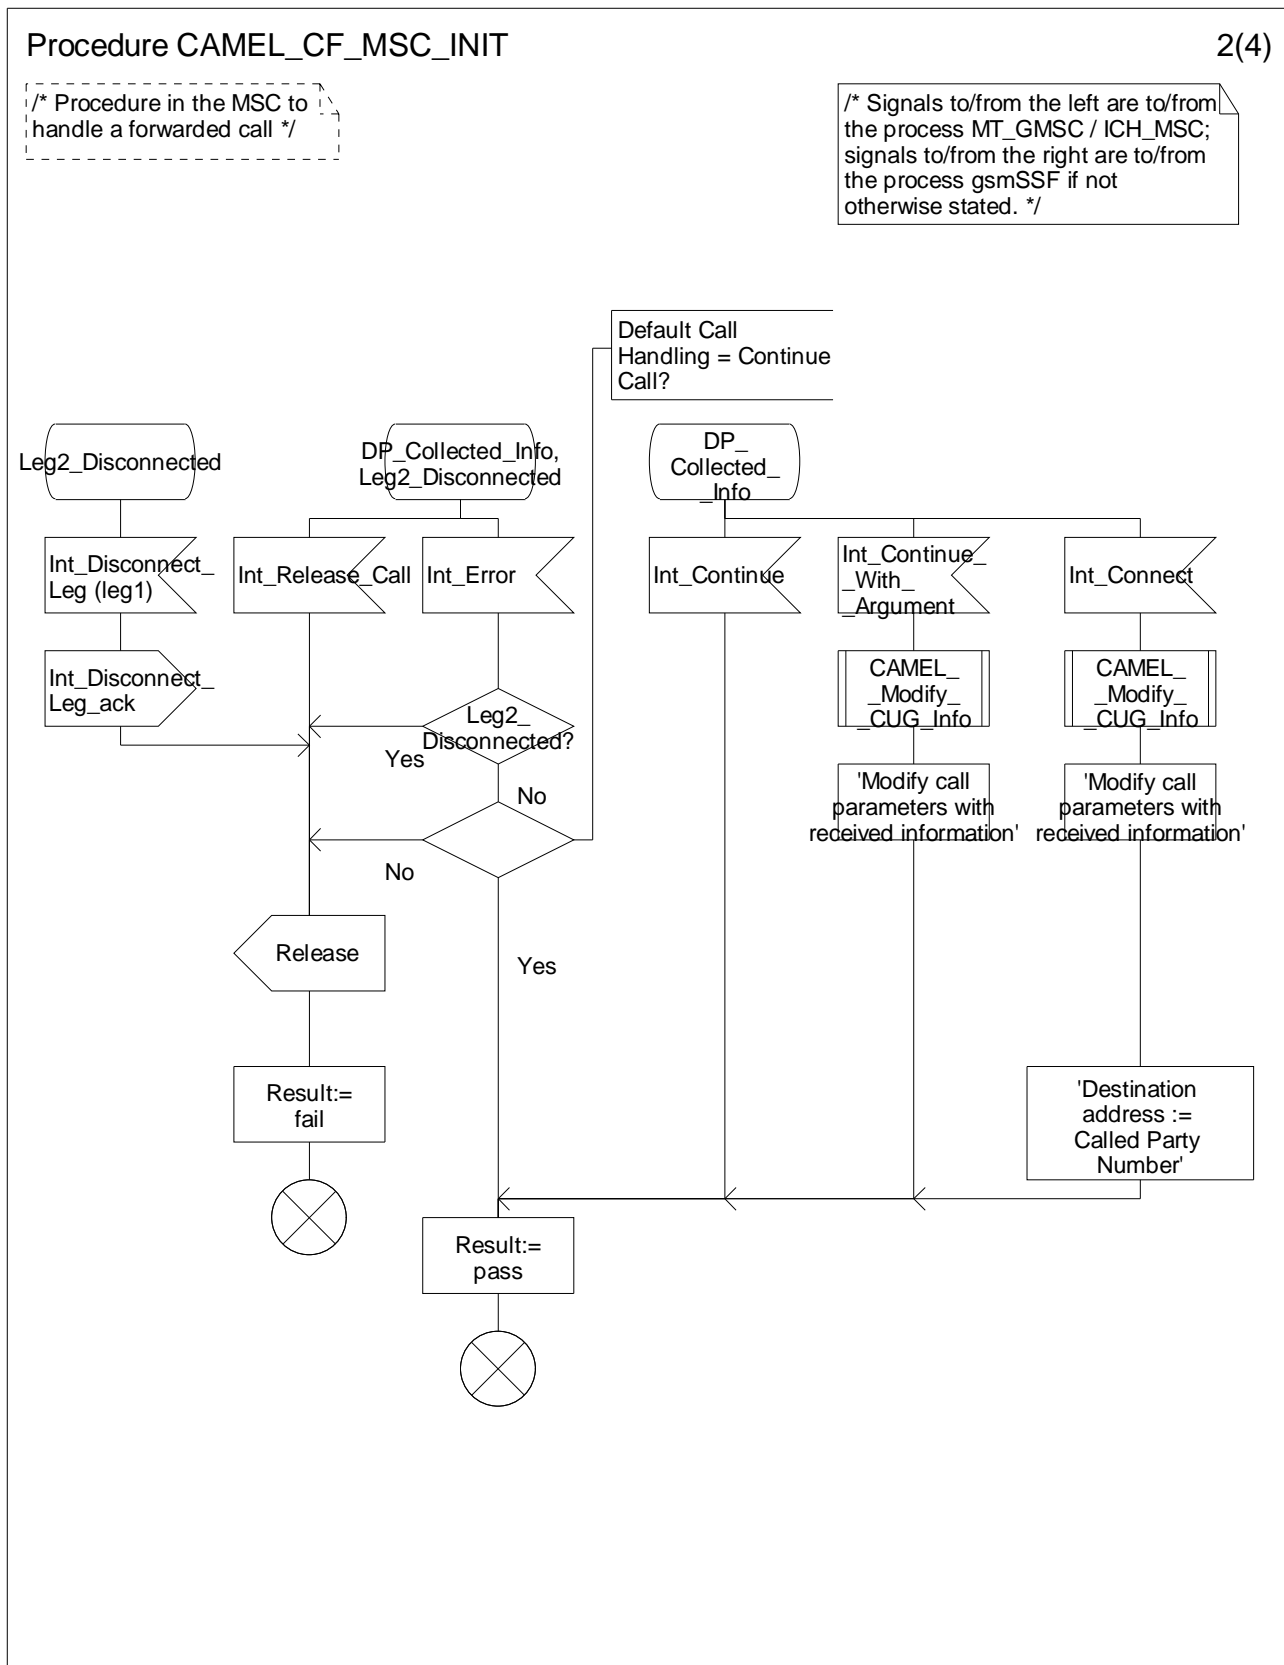 Procedure CAMEL_CF_MSC_INIT
2(4)
/* Procedure in the MSC to
handle a forwarded call */
/* Signals to/from the left are to/from
the process MT_GMSC / ICH_MSC;
signals to/from the right are to/from
the process gsmSSF if not
otherwise stated. */
Default Call
Handling = Continue
Call?
Leg2_Disconnected
DP_Collected_Info,
Leg2_Disconnected
DP_
Collected_
_Info
Int_Disconnect_
Leg (leg1)
Int_Release_Call
Int_Error
Int_Continue
Int_Continue_
_With_
_Argument
Int_Connect
Int_Disconnect_
Leg_ack
Leg2_
Disconnected?
CAMEL_
_Modify_
_CUG_Info
CAMEL_
_Modify_
_CUG_Info
Yes
No
'Modify call
parameters with
received information'
'Modify call
parameters with
received information'
No
Release
Yes
Result:=
fail
'Destination
address :=
Called Party
Number'
Result:=
pass